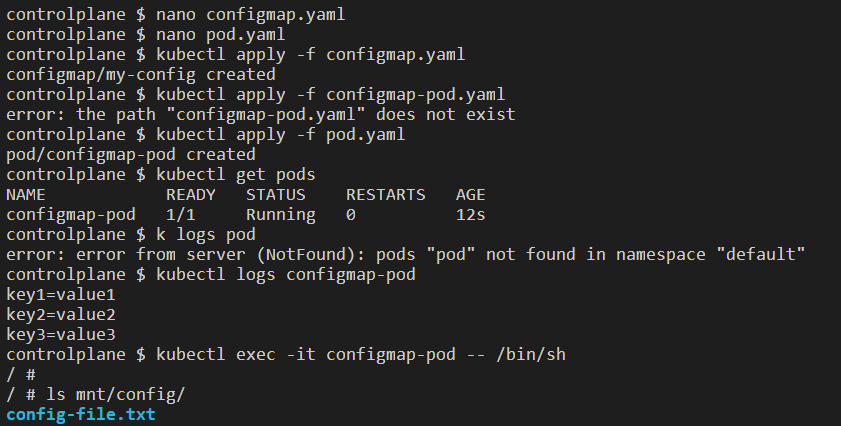 controlplane $ nano configmap.yaml
controlplane $ nano pod.yaml
controlplane $ kubectl apply -f configmap.yaml
configmap/my-config created
controlplane $ kubectl apply -f configmap-pod.yaml
error: the path "configmap-pod.yaml" does not exist
controlplane $ kubectl apply -f pod.yaml
pod/configmap-pod created
controlplane $ kubectl get pods
NAME            READY   STATUS    RESTARTS   AGE
configmap-pod   1/1     Running   0          12s
controlplane $ k logs pod
error: error from server (NotFound): pods "pod" not found in namespace "default"
controlplane $ kubectl logs configmap-pod
key1=value1
key2=value2
key3=value3
controlplane $ kubectl exec -it configmap-pod -- /bin/sh
/ #
/ # ls mnt/config/
config-file.txt